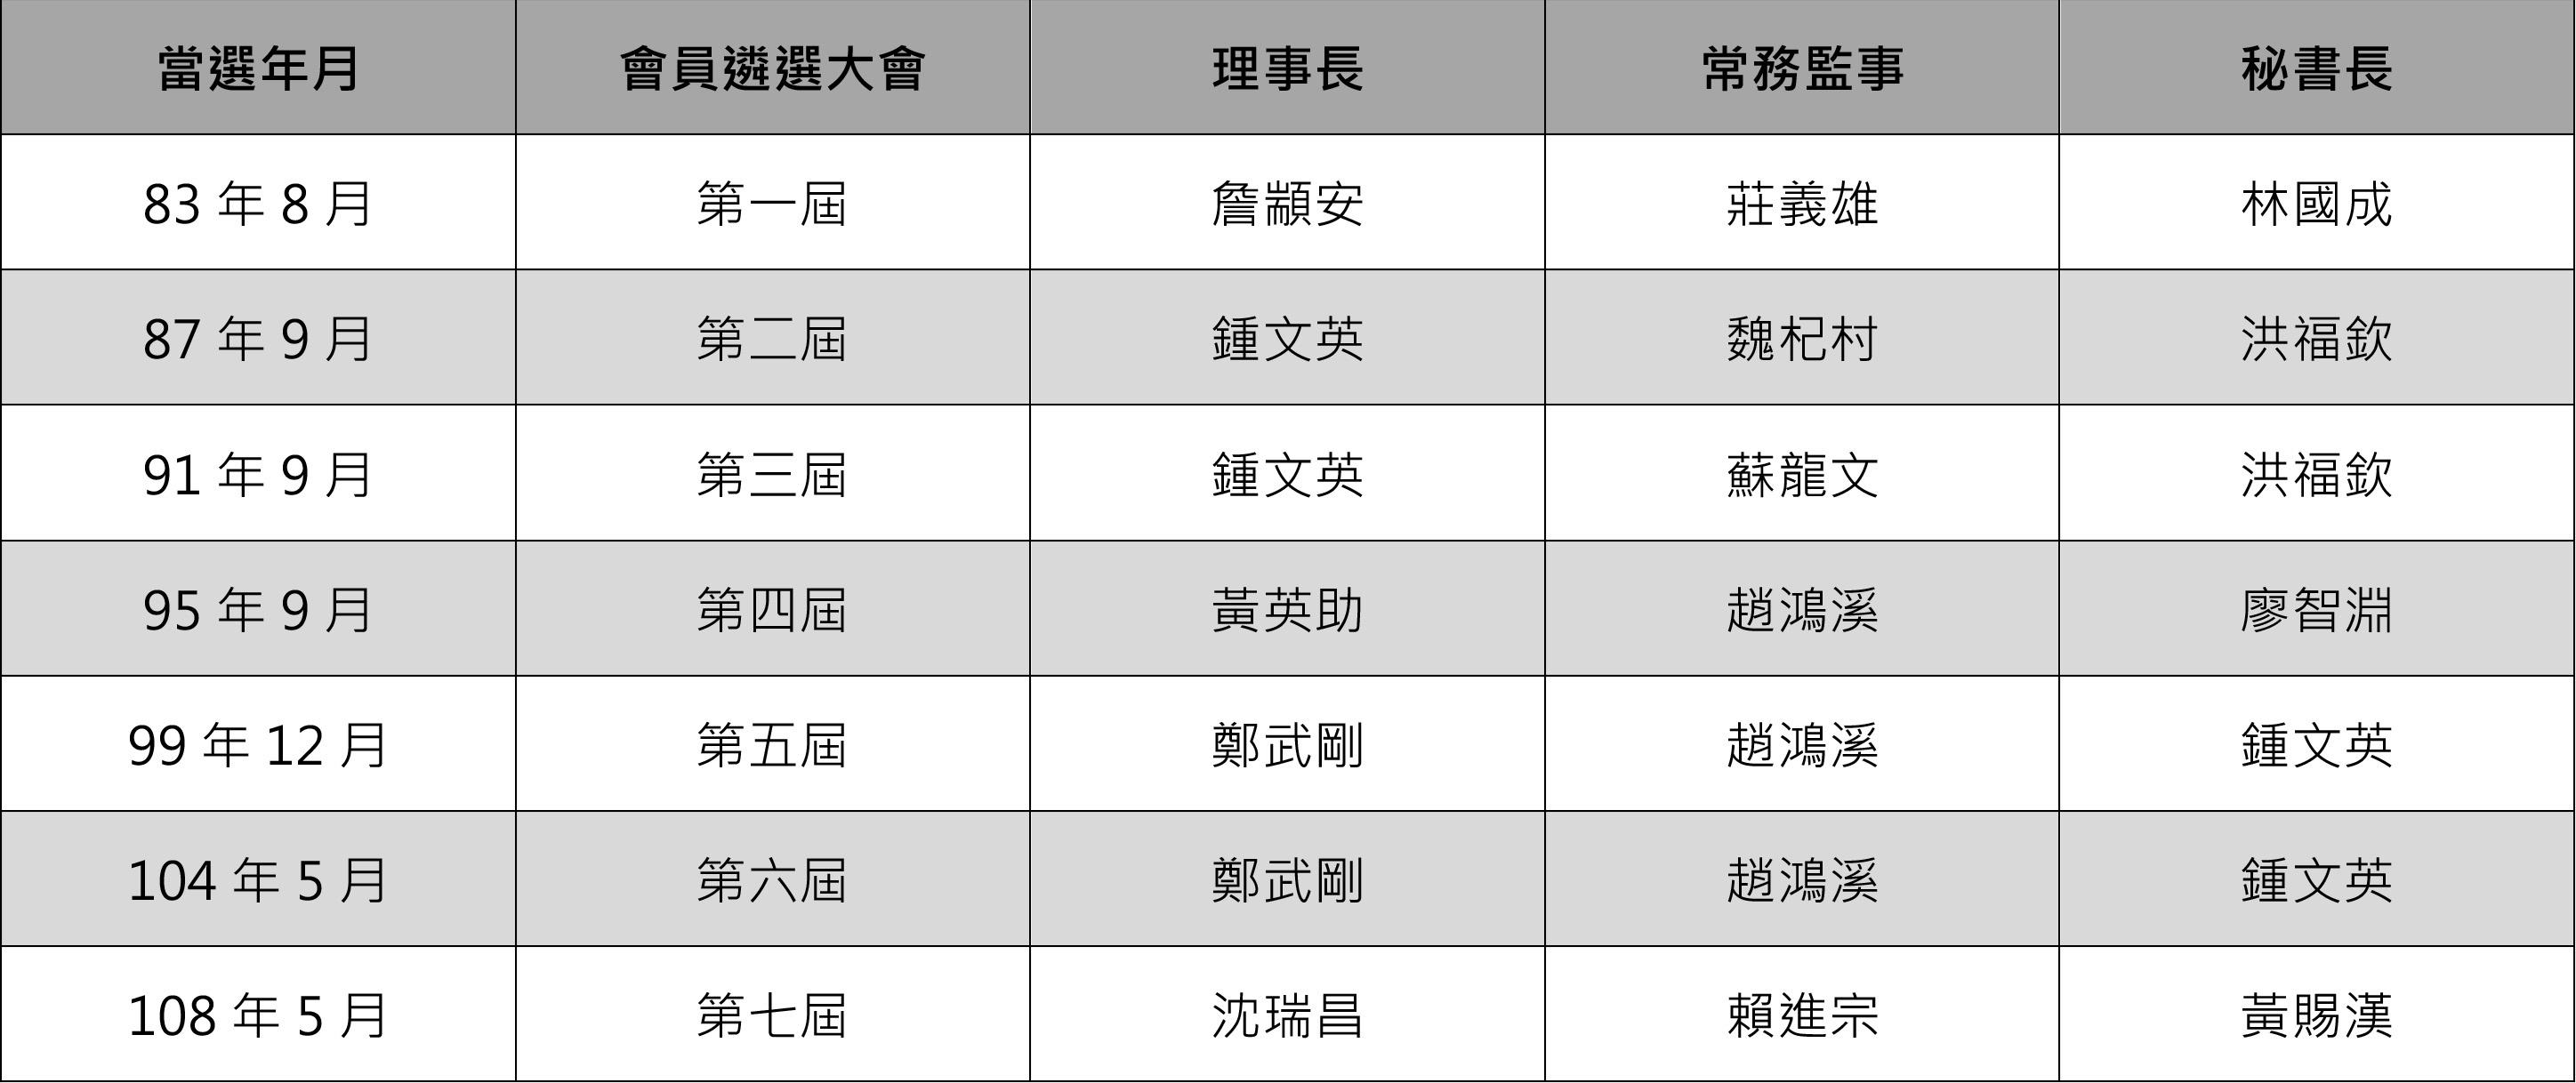 當選年月 會員遴選大會 理事長 常務監事 秘書長
83 年 8 月 第一屆 詹顓安 莊義雄 林國成
87 年 9 月 第二屆 鍾文英 魏杞村 洪福欽
91 年 9 月 第三屆 鍾文英 蘇龍文 洪福欽
95 年 9 月 第四屆 黃英助 趙鴻溪 廖智淵
99 年 12 月 第五屆 鄭武剛 趙鴻溪 鍾文英
104 年 5 月 第六屆 鄭武剛 趙鴻溪 鍾文英
108 年 5 月 第七屆 沈瑞昌 賴進宗 黃賜漢